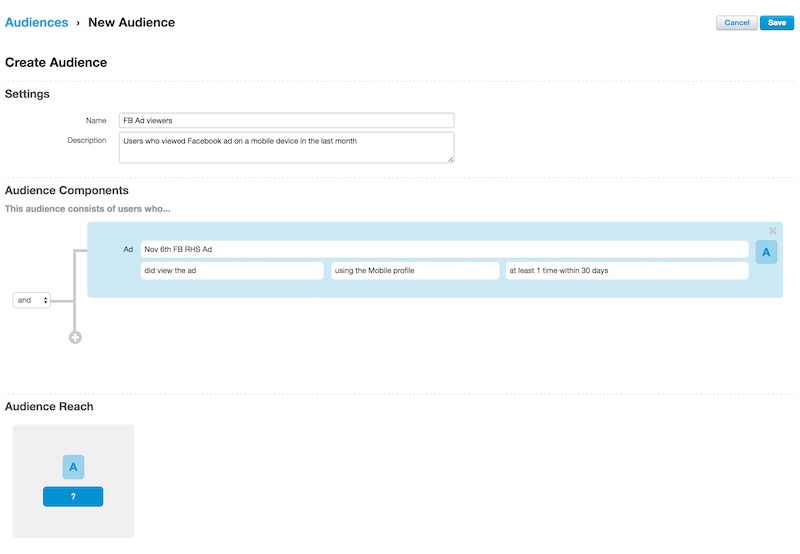 Audiences › New Audience
Cancel
Save
Create Audience
Settings
Name FB Ad viewers
Description Users who viewed Facebook ad on a mobile device in the last month
Audience Components
This audience consists of users who...
Ad Nov 6th FB RHS Ad
A
did view the ad using the Mobile profile at least 1 time within 30 days
and
Audience Reach
A
?